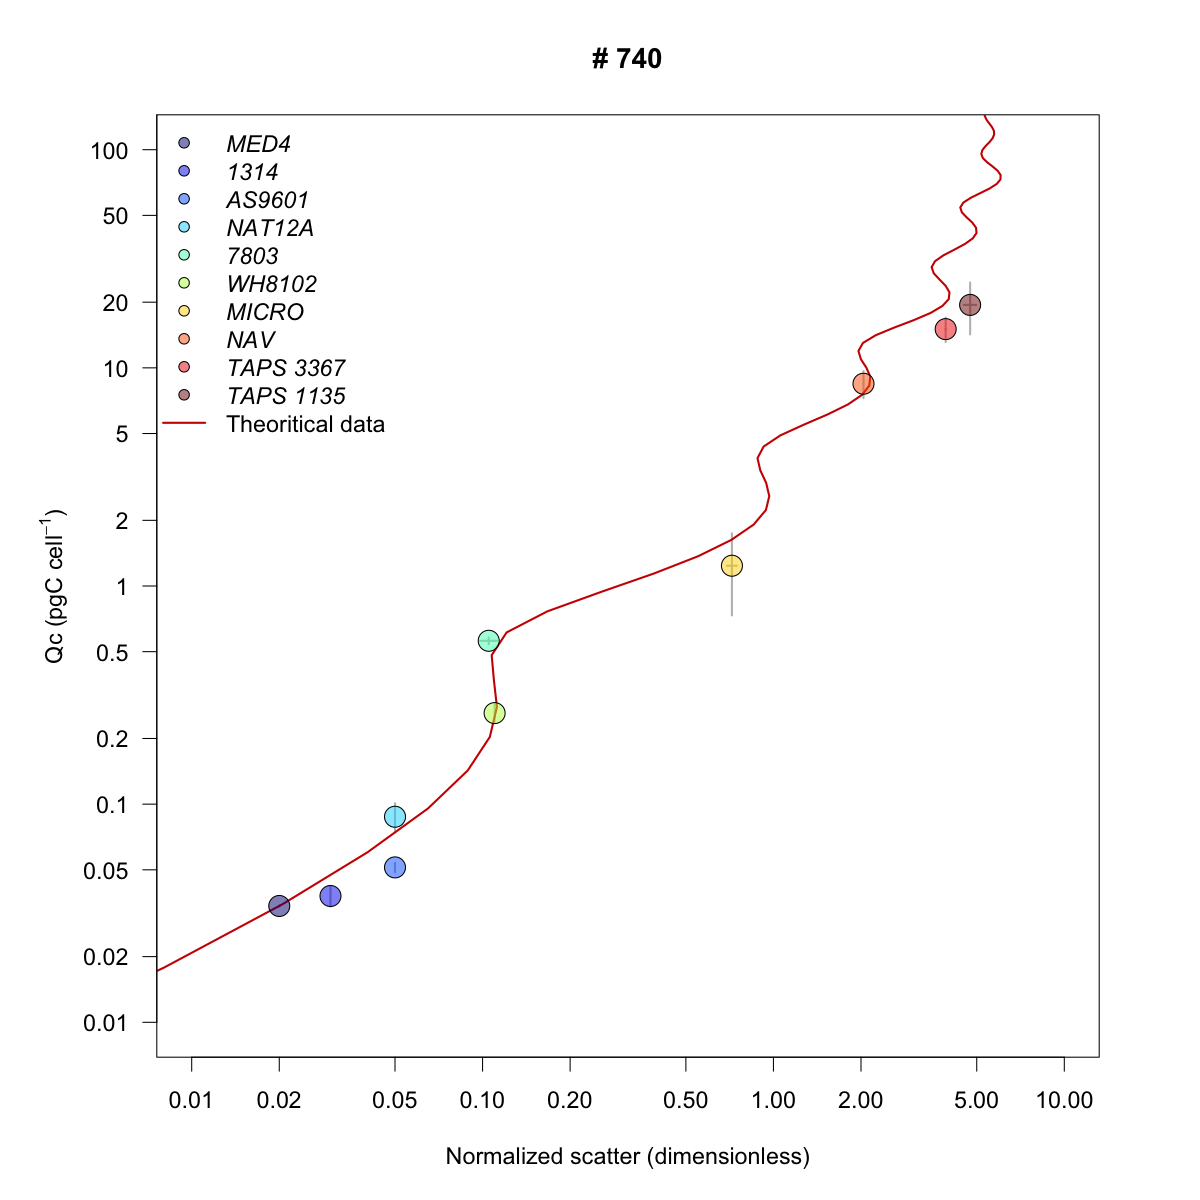 # 740
MED4
1314
AS9601
NAT12A
7803
WH8102
MICRO
NAV
TAPS 3367
TAPS 1135
Theoritical data
100
50
20
10
5
2
1
0.5
0.2
0.1
0.05
0.02
0.01
Qc (pgC cell⁻¹)
0.01 0.02 0.05 0.10 0.20 0.50 1.00 2.00 5.00 10.00
Normalized scatter (dimensionless)